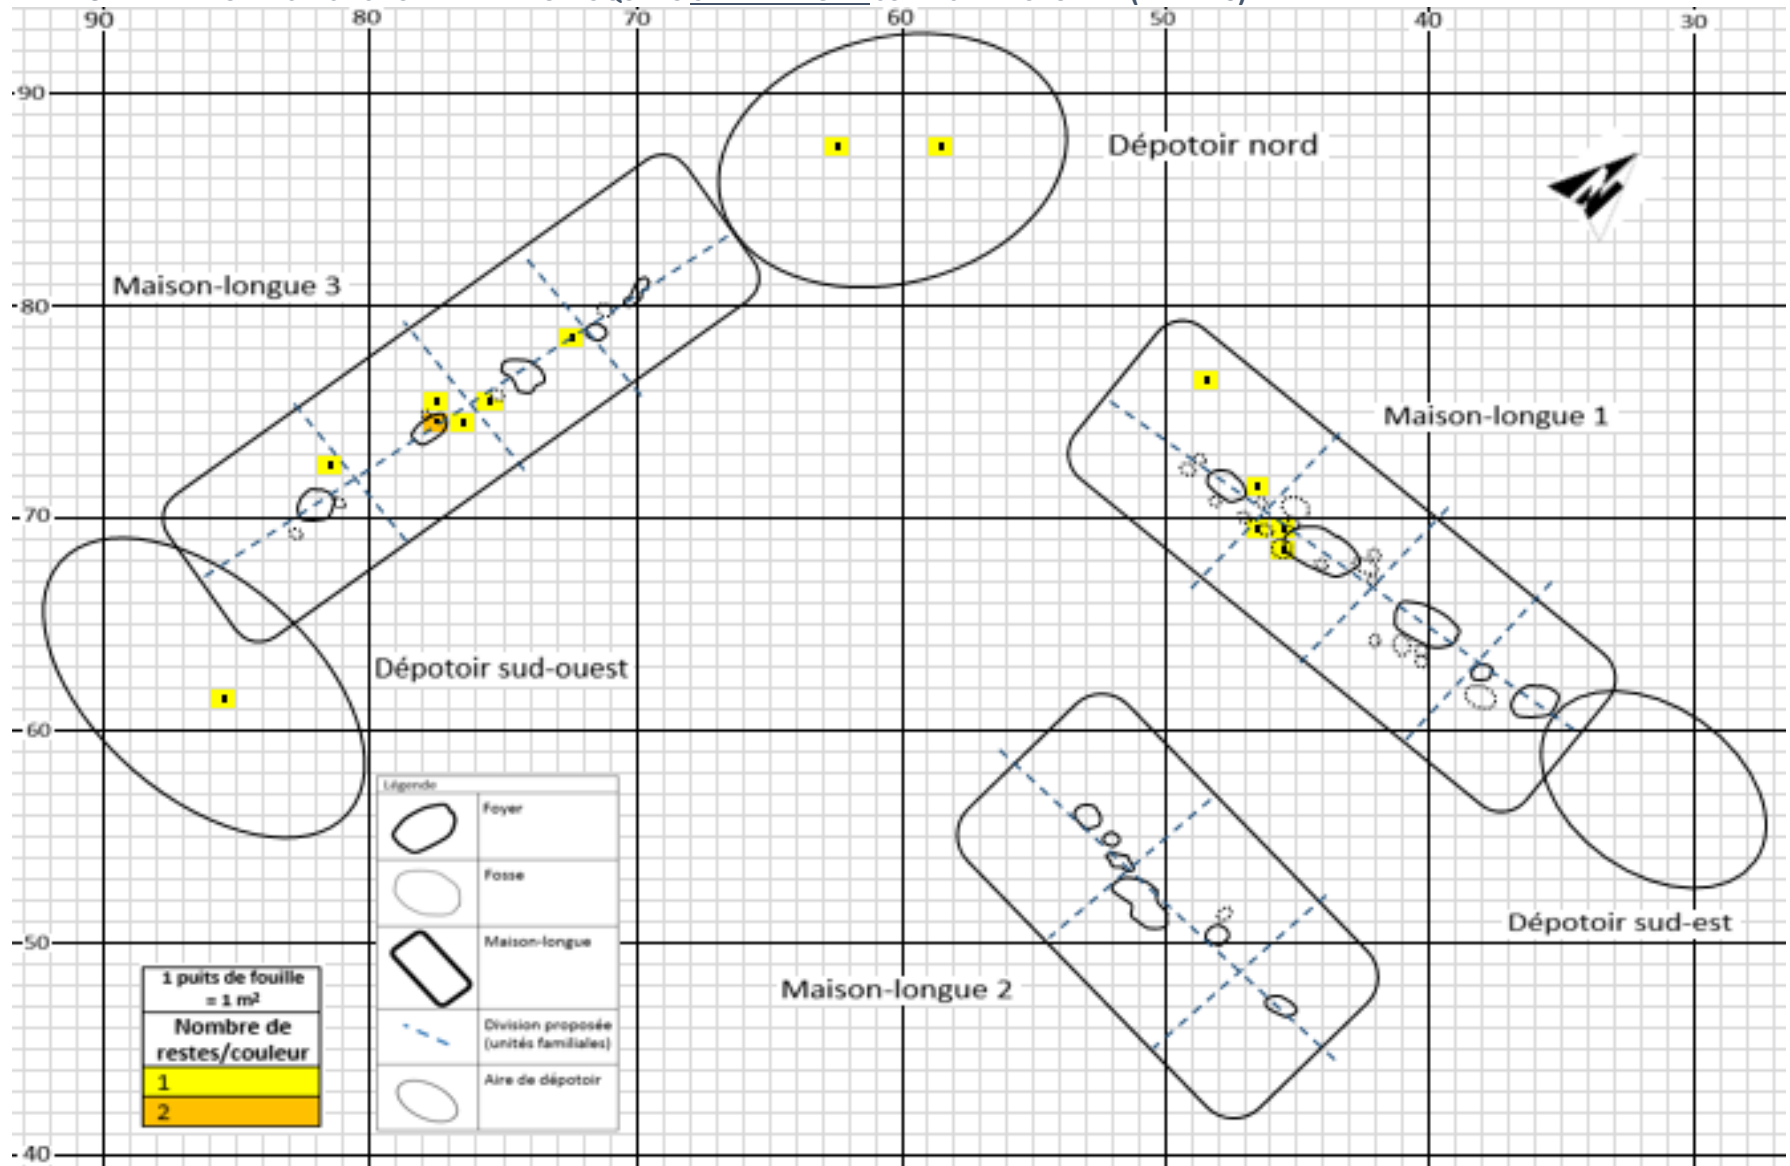 90 70 60 50 40 30
90
Dépotoir nord
Maison-longue 3
80
Maison-longue 1
70
Dépotoir sud-ouest
60
Légende
Foyer
Fosse
Maison-longue
Division proposée
(unités familiales)
Aire de dépotoir
50
Dépotoir sud-est
Maison-longue 2
1 puits de fouille
= 1 m²
Nombre de
restes/couleur
1
2
40